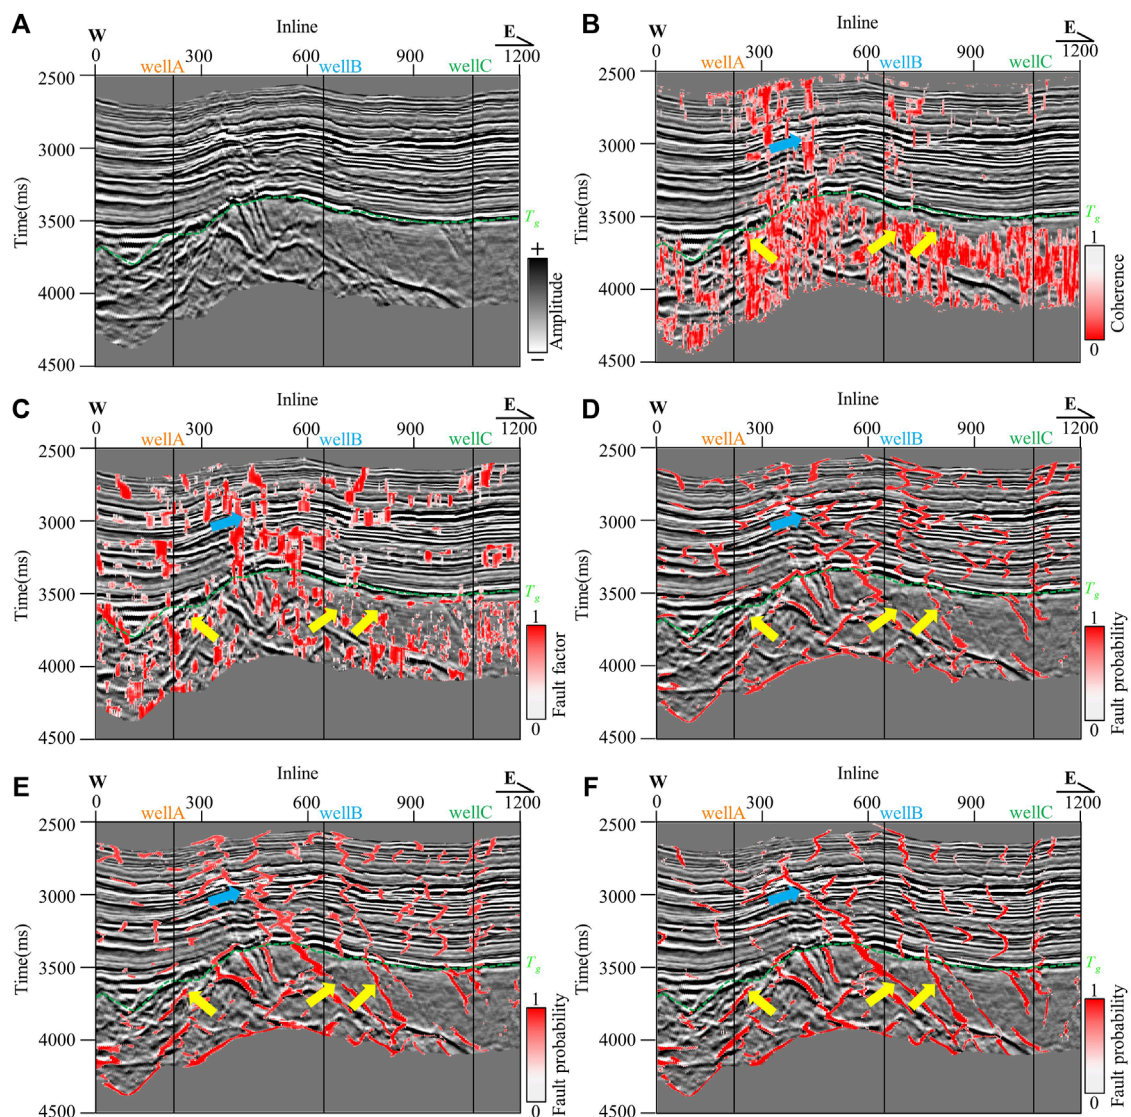 A
Inline
W
E
0 300 600 900 1200
wellA wellB wellC
2500
3000
3500
4000
4500
Time(ms)
Tg
+
−
Amplitude
B
Inline
W
E
0 300 600 900 1200
wellA wellB wellC
2500
3000
3500
4000
4500
Time(ms)
Tg
1
0
Coherence
C
Inline
W
E
0 300 600 900 1200
wellA wellB wellC
2500
3000
3500
4000
4500
Time(ms)
Tg
1
0
Fault factor
D
Inline
W
E
0 300 600 900 1200
wellA wellB wellC
2500
3000
3500
4000
4500
Time(ms)
Tg
1
0
Fault probability
E
Inline
W
E
0 300 600 900 1200
wellA wellB wellC
2500
3000
3500
4000
4500
Time(ms)
Tg
1
0
Fault probability
F
Inline
W
E
0 300 600 900 1200
wellA wellB wellC
2500
3000
3500
4000
4500
Time(ms)
Tg
1
0
Fault probability